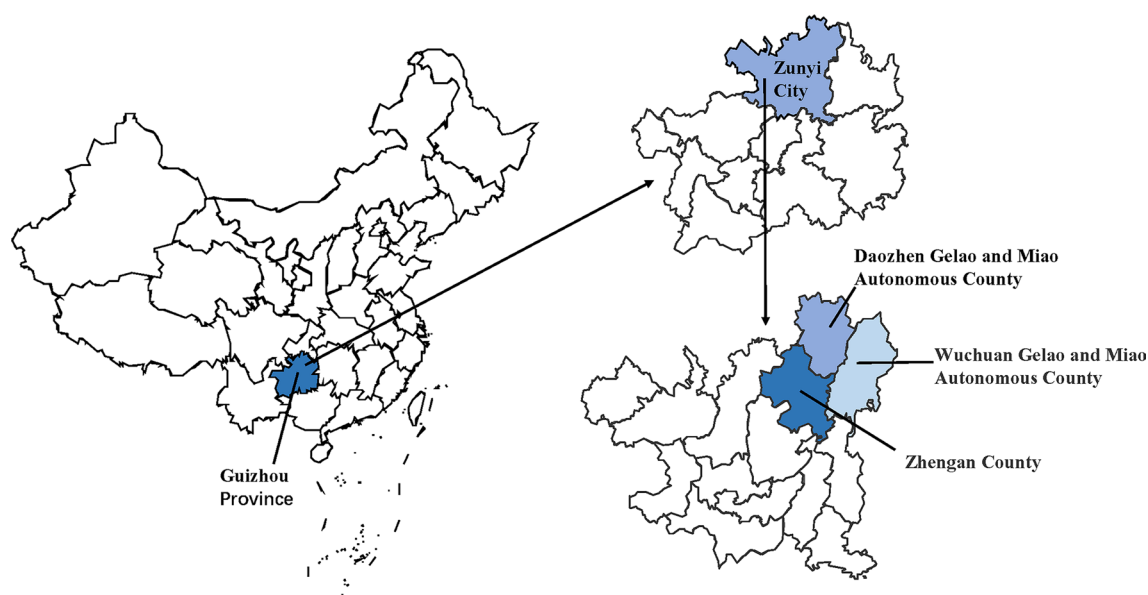 Zunyi
City
Daozhen Gelao and Miao
Autonomous County
Wuchuan Gelao and Miao
Autonomous County
Zhengan County
Guizhou
Province